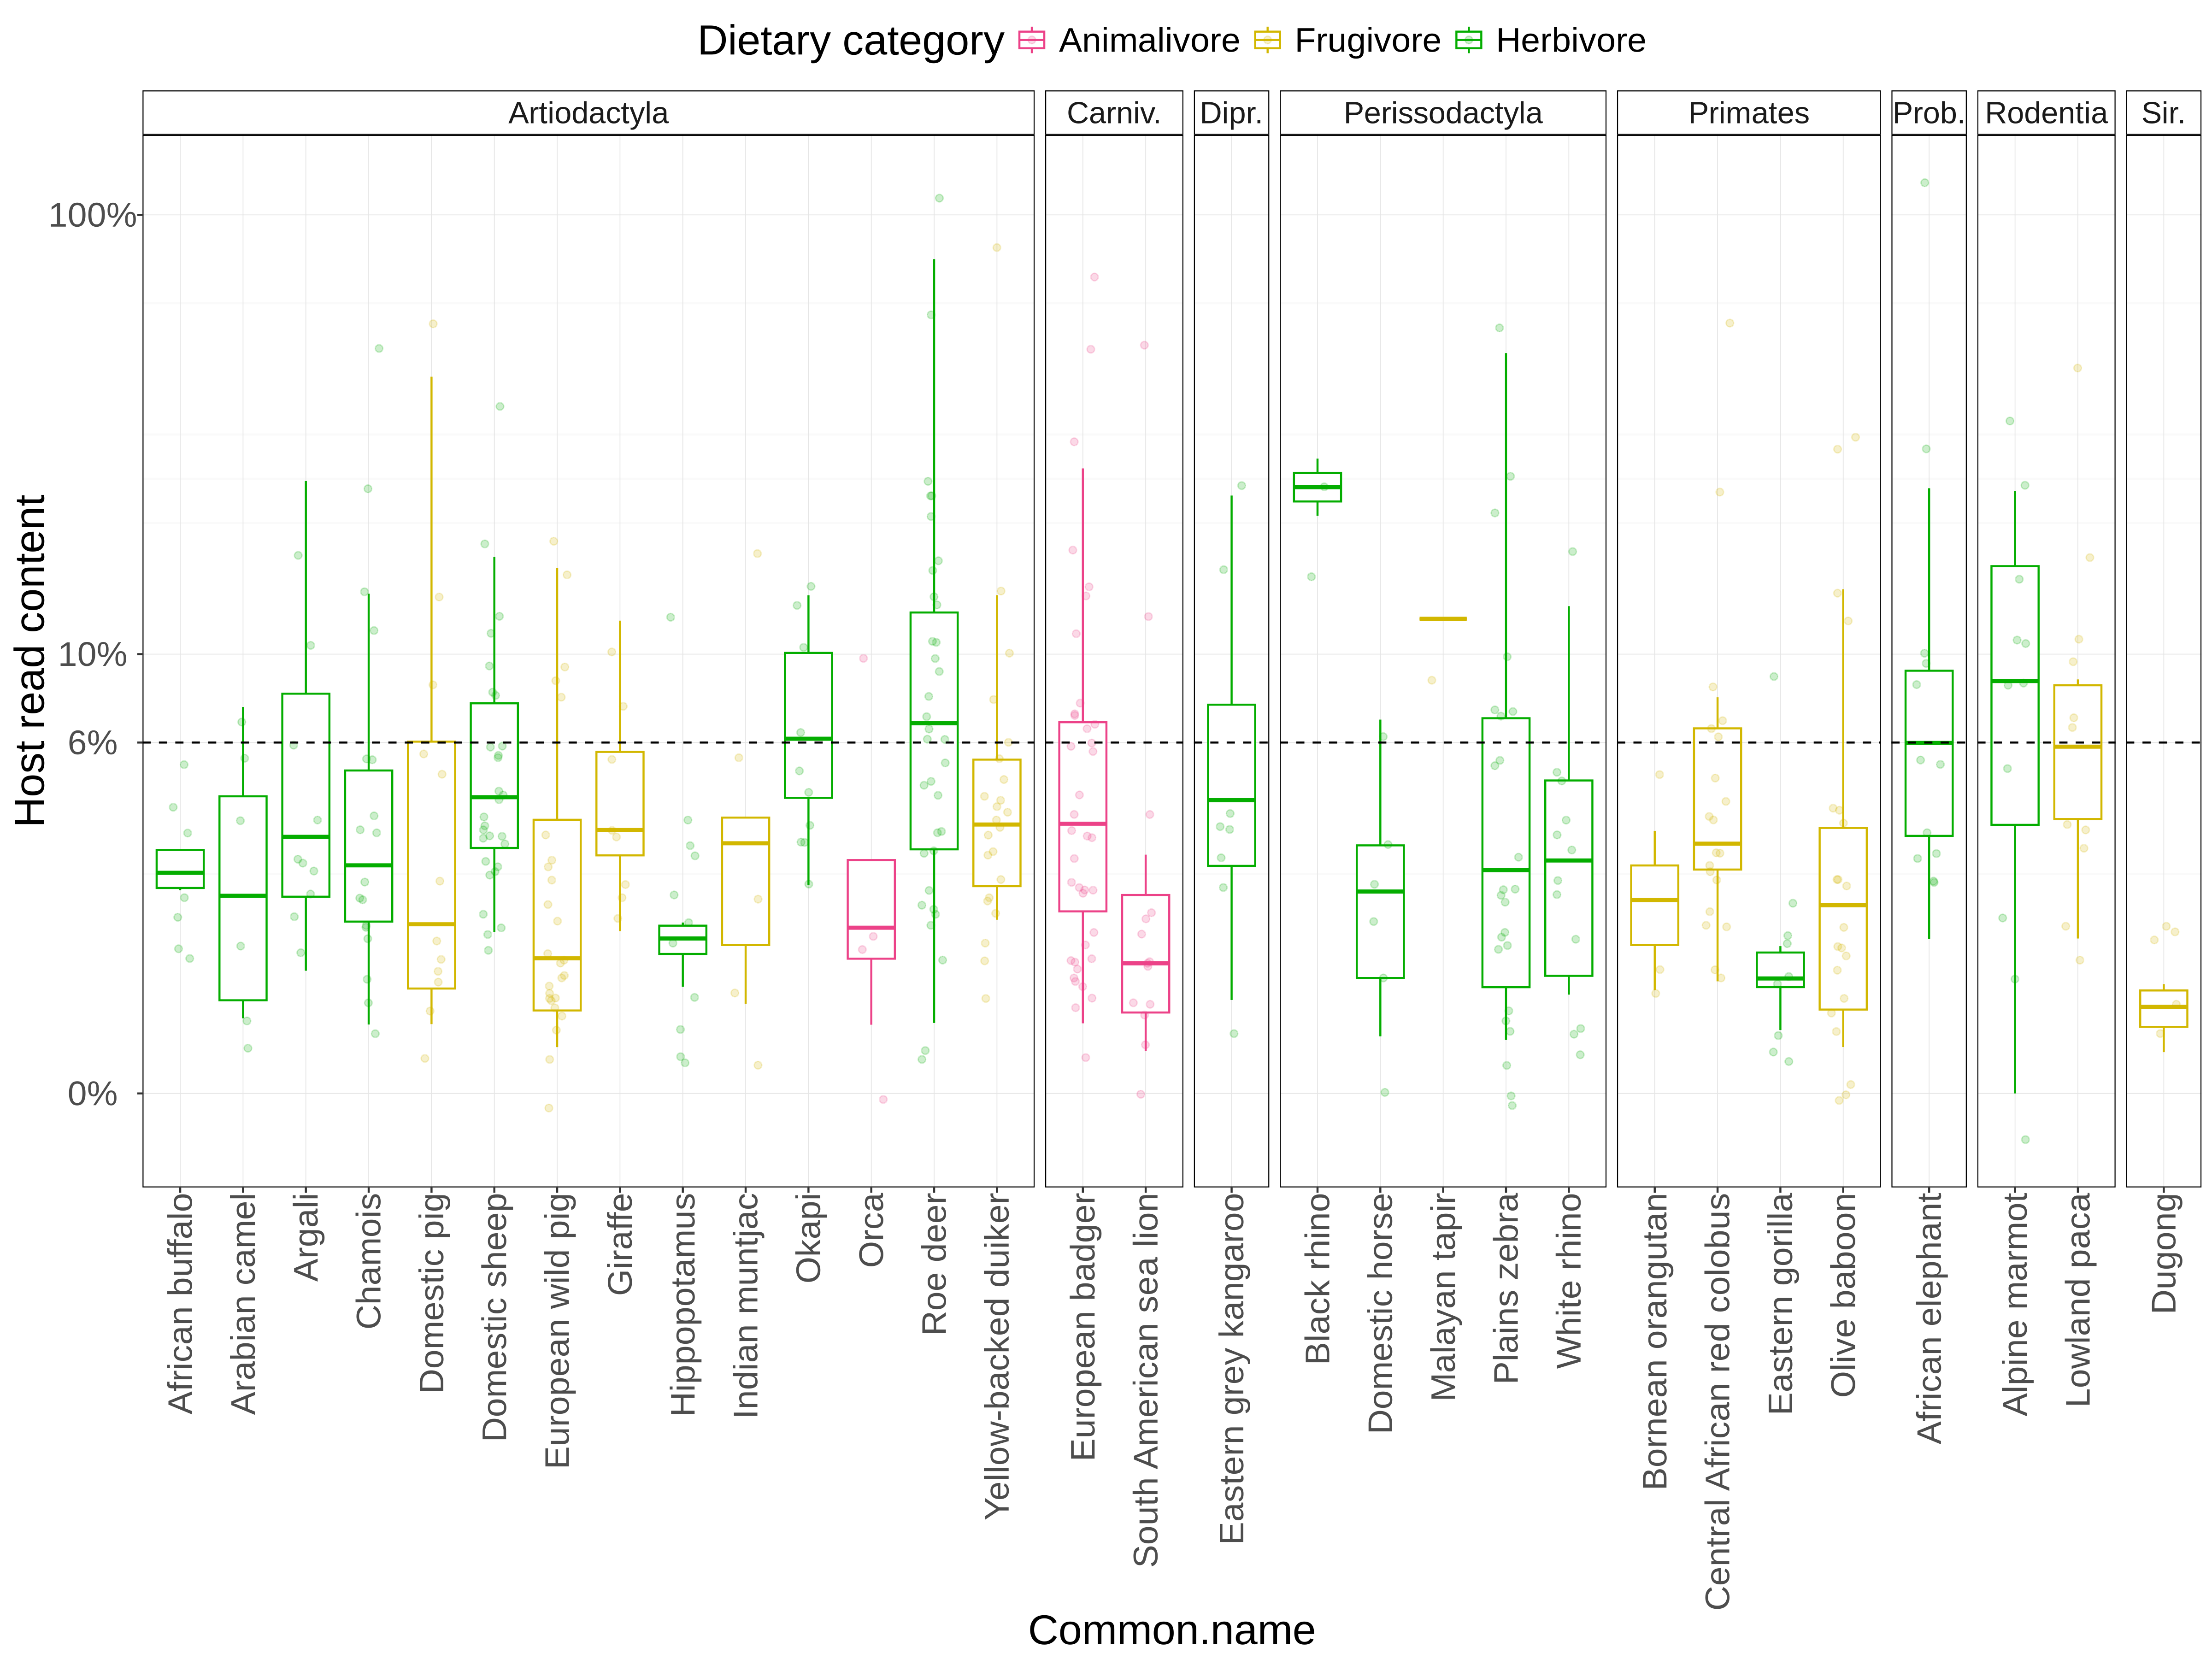 Dietary category Animalivore Frugivore Herbivore
Artiodactyla Carniv. Dipr. Perissodactyla Primates Prob. Rodentia Sir.
Host read content
100%
10%
6%
0%
African buffalo
Arabian camel
Argali
Chamois
Domestic pig
Domestic sheep
European wild pig
Giraffe
Hippopotamus
Indian muntjac
Okapi
Orca
Roe deer
Yellow-backed duiker
European badger
South American sea lion
Eastern grey kangaroo
Black rhino
Domestic horse
Malayan tapir
Plains zebra
White rhino
Bornean orangutan
Central African red colobus
Eastern gorilla
Olive baboon
African elephant
Alpine marmot
Lowland paca
Dugong
Common.name